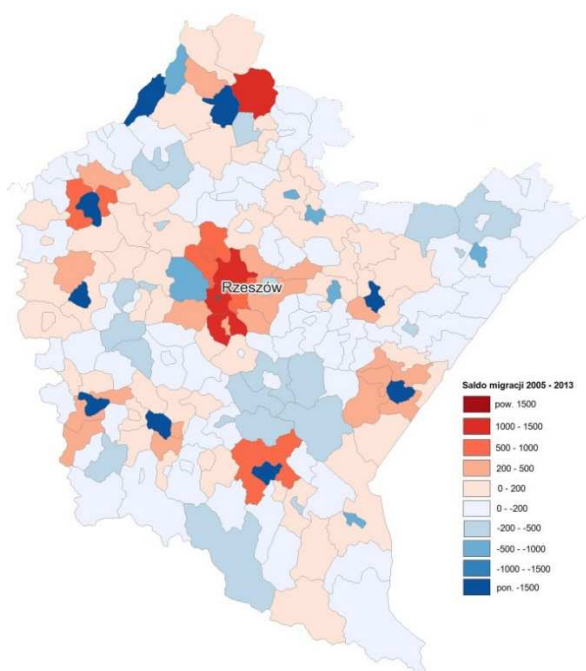 Rzeszów
Saldo migracji 2005 - 2013
pow. 1500
1000 - 1500
500 - 1000
200 - 500
0 - 200
0 - -200
-200 - -500
-500 - -1000
-1000 - -1500
pon. -1500